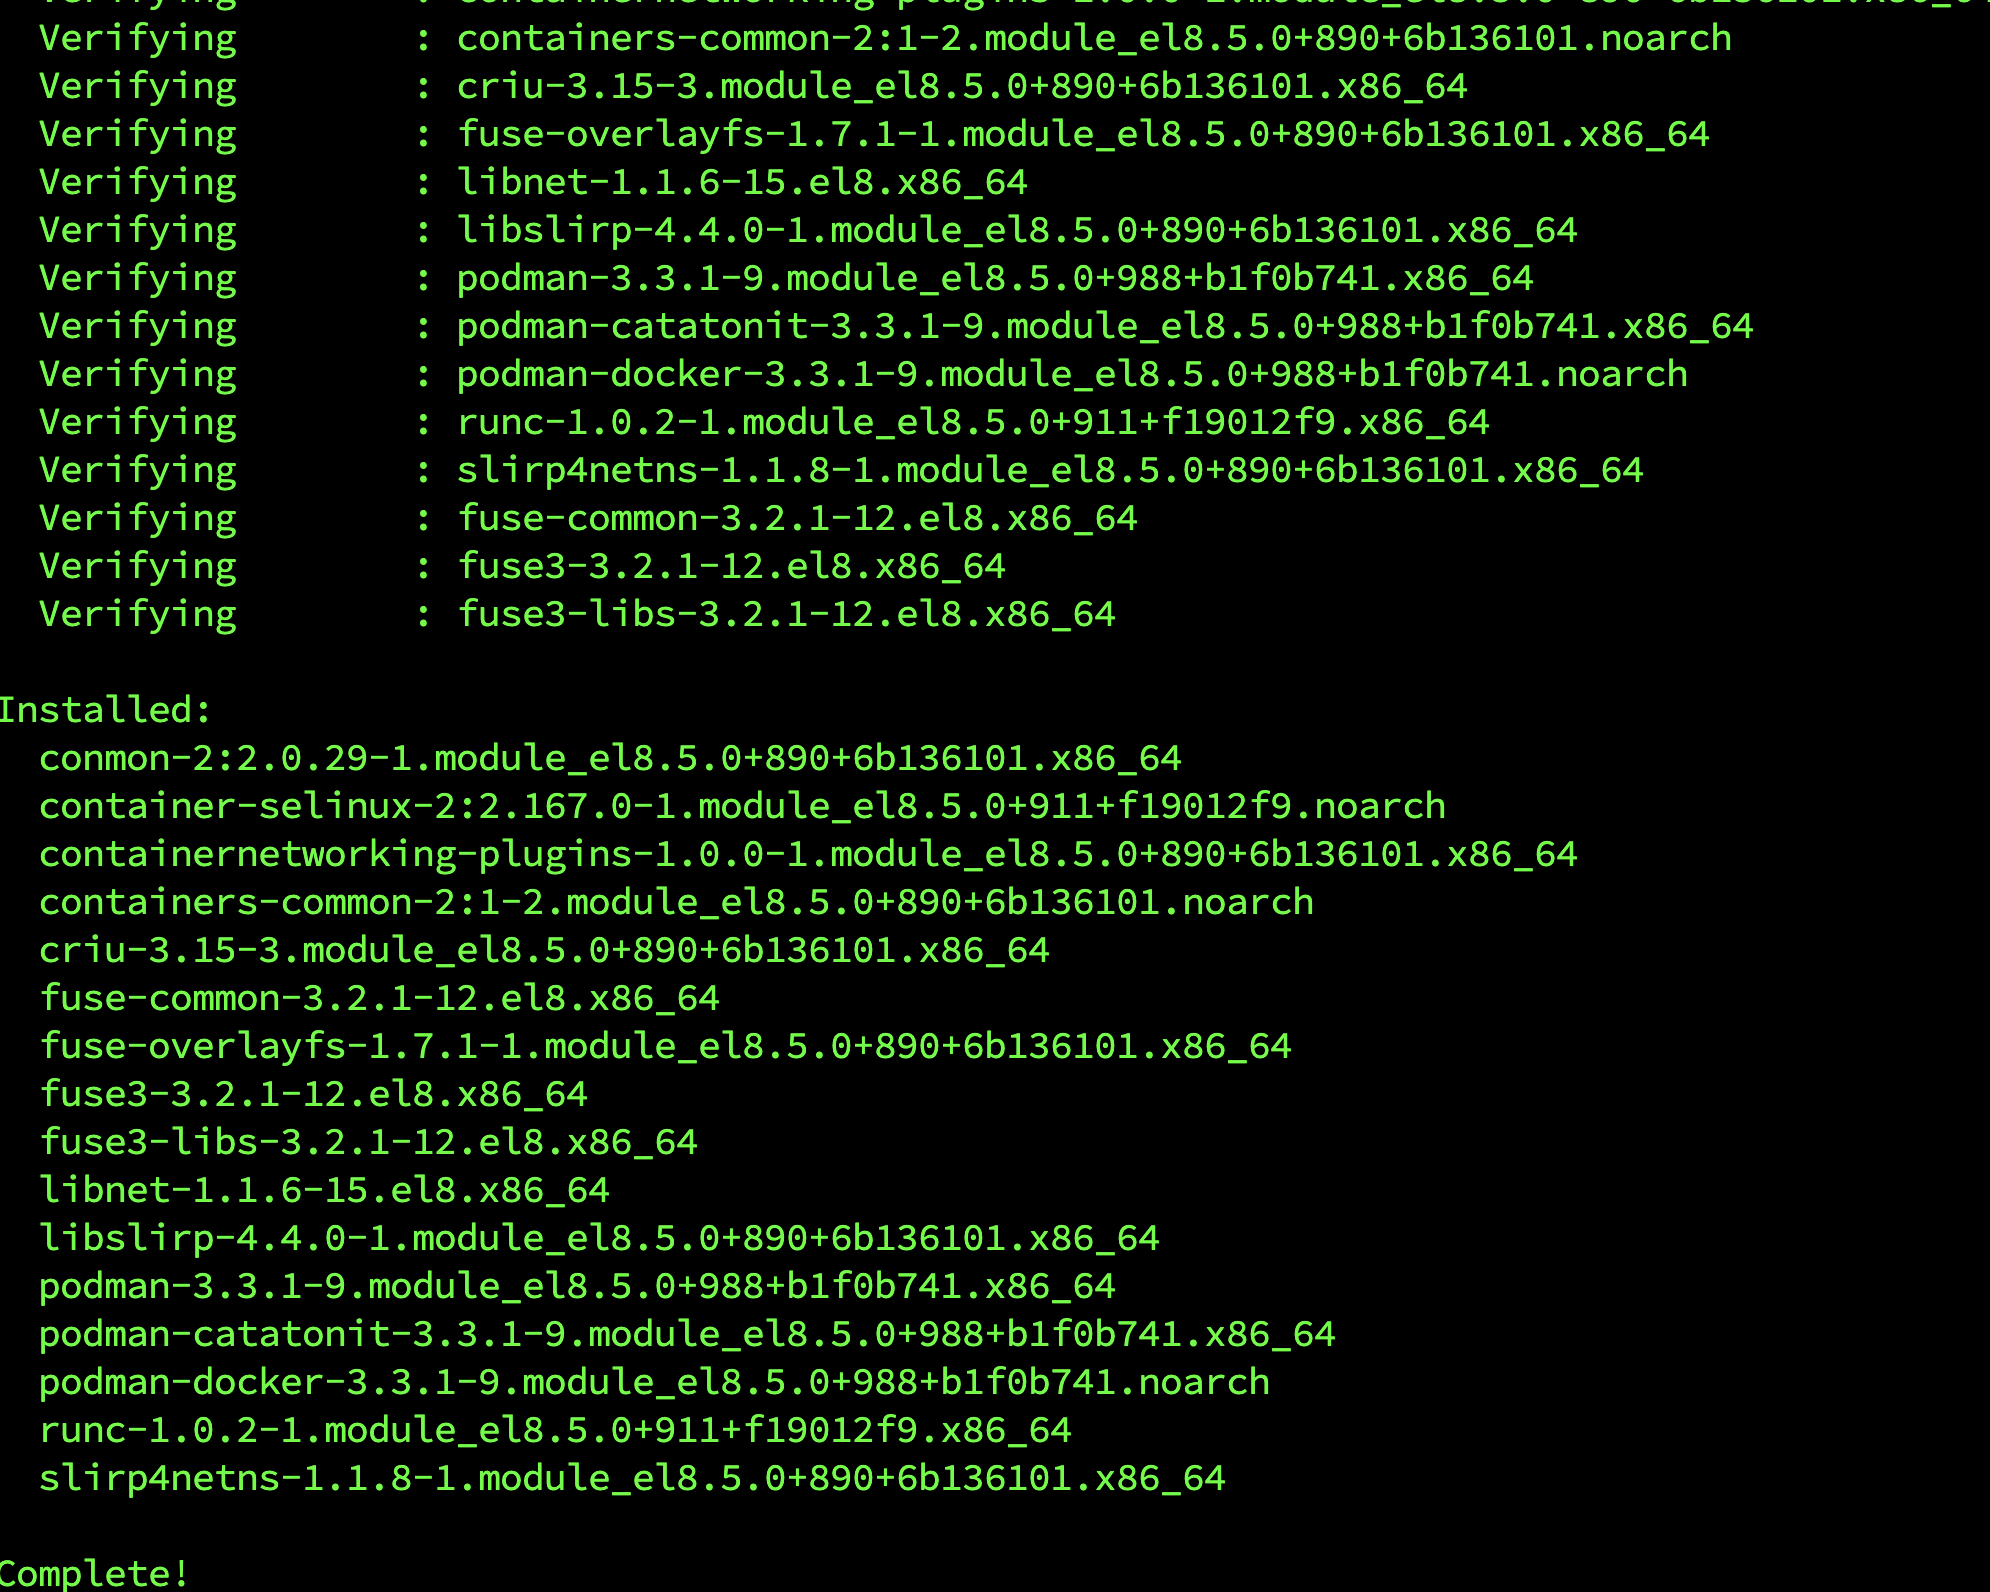 Verifying : containernetworking-plugins-1.0.0-1.module_el8.5.0+890+6b136101.x86_64
Verifying : containers-common-2:1-2.module_el8.5.0+890+6b136101.noarch
Verifying : criu-3.15-3.module_el8.5.0+890+6b136101.x86_64
Verifying : fuse-overlayfs-1.7.1-1.module_el8.5.0+890+6b136101.x86_64
Verifying : libnet-1.1.6-15.el8.x86_64
Verifying : libslirp-4.4.0-1.module_el8.5.0+890+6b136101.x86_64
Verifying : podman-3.3.1-9.module_el8.5.0+988+b1f0b741.x86_64
Verifying : podman-catatonit-3.3.1-9.module_el8.5.0+988+b1f0b741.x86_64
Verifying : podman-docker-3.3.1-9.module_el8.5.0+988+b1f0b741.noarch
Verifying : runc-1.0.2-1.module_el8.5.0+911+f19012f9.x86_64
Verifying : slirp4netns-1.1.8-1.module_el8.5.0+890+6b136101.x86_64
Verifying : fuse-common-3.2.1-12.el8.x86_64
Verifying : fuse3-3.2.1-12.el8.x86_64
Verifying : fuse3-libs-3.2.1-12.el8.x86_64
Installed:
conmon-2:2.0.29-1.module_el8.5.0+890+6b136101.x86_64
container-selinux-2:2.167.0-1.module_el8.5.0+911+f19012f9.noarch
containernetworking-plugins-1.0.0-1.module_el8.5.0+890+6b136101.x86_64
containers-common-2:1-2.module_el8.5.0+890+6b136101.noarch
criu-3.15-3.module_el8.5.0+890+6b136101.x86_64
fuse-common-3.2.1-12.el8.x86_64
fuse-overlayfs-1.7.1-1.module_el8.5.0+890+6b136101.x86_64
fuse3-3.2.1-12.el8.x86_64
fuse3-libs-3.2.1-12.el8.x86_64
libnet-1.1.6-15.el8.x86_64
libslirp-4.4.0-1.module_el8.5.0+890+6b136101.x86_64
podman-3.3.1-9.module_el8.5.0+988+b1f0b741.x86_64
podman-catatonit-3.3.1-9.module_el8.5.0+988+b1f0b741.x86_64
podman-docker-3.3.1-9.module_el8.5.0+988+b1f0b741.noarch
runc-1.0.2-1.module_el8.5.0+911+f19012f9.x86_64
slirp4netns-1.1.8-1.module_el8.5.0+890+6b136101.x86_64
Complete!